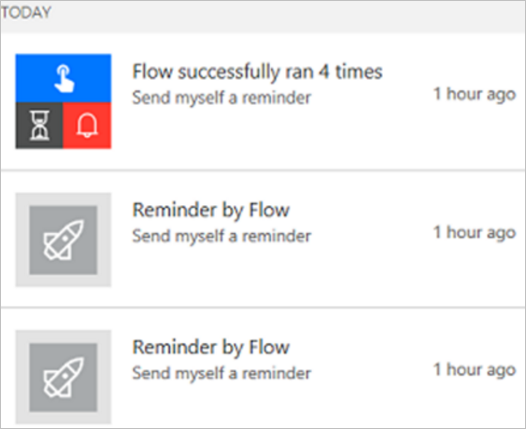 TODAY
Flow successfully ran 4 times
Send myself a reminder
1 hour ago
Reminder by Flow
Send myself a reminder
1 hour ago
Reminder by Flow
Send myself a reminder
1 hour ago